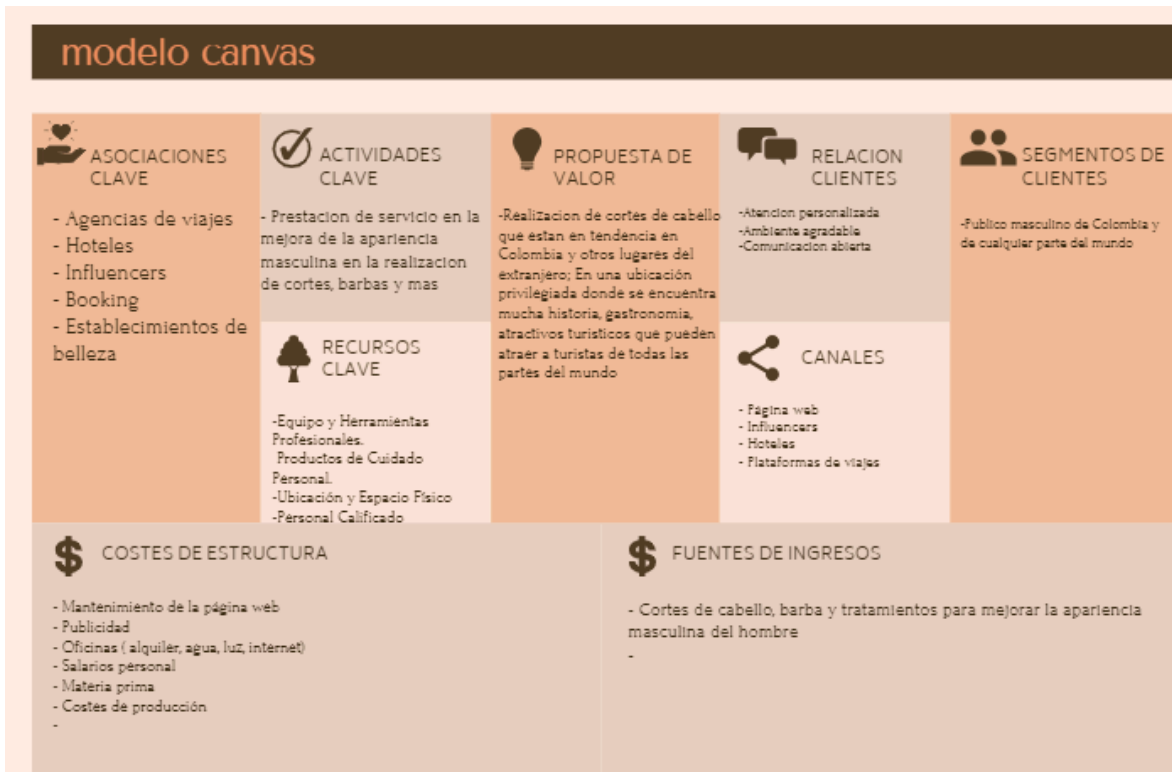 modelo canvas
ASOCIACIONES
CLAVE
- Agencias de viajes
- Hoteles
- Influencers
- Booking
- Establecimientos de
belleza
ACTIVIDADES
CLAVE
- Prestacion de servicio en la
mejora de la apariencia
masculina en la realizacion
de cortes, barbas y mas
RECURSOS
CLAVE
-Equipo y Herramientas
Profesionales.
Productos de Cuidado
Personal.
-Ubicación y Espacio Físico
-Personal Calificado
PROPUESTA DE
VALOR
-Realizacion de cortes de cabello
que estan en tendencia en
Colombia y otros lugares del
extranjero; En una ubicación
privilegiada donde se encuentra
mucha historia, gastronomia,
atractivos turisticos que pueden
atraer a turistas de todas las
partes del mundo
RELACION
CLIENTES
-Atencion personalizada
-Ambiente agradable
-Comunicacion abierta
CANALES
- Página web
- Influencers
- Hoteles
- Plataformas de viajes
SEGMENTOS DE
CLIENTES
-Publico masculino de Colombia y
de cualquier parte del mundo
COSTES DE ESTRUCTURA
- Mantenimiento de la página web
- Publicidad
- Oficinas ( alquiler, agua, luz, internet)
- Salarios personal
- Materia prima
- Costes de producción
-
FUENTES DE INGRESOS
- Cortes de cabello, barba y tratamientos para mejorar la apariencia
masculina del hombre
-